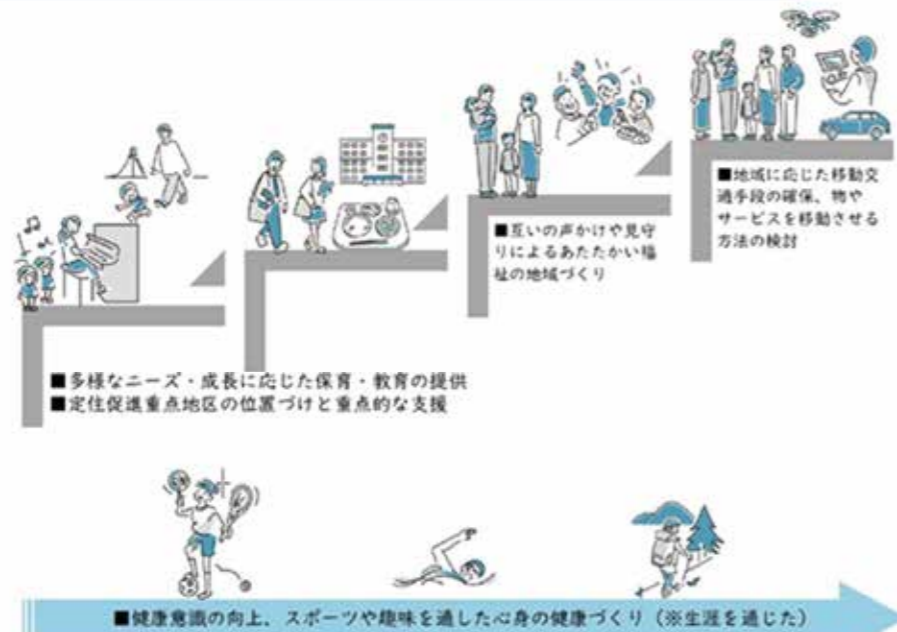 ■多様なニーズ・成長に応じた保育・教育の提供
■定住促進重点地区の位置づけと重点的な支援
■互いの声かけや見守
りによるあたたかい福
祉の地域づくり
■地域に応じた移動交
通手段の確保、物や
サービスを移動させる
方法の検討
■健康意識の向上、スポーツや趣味を通した心身の健康づくり（※生涯を通じた）